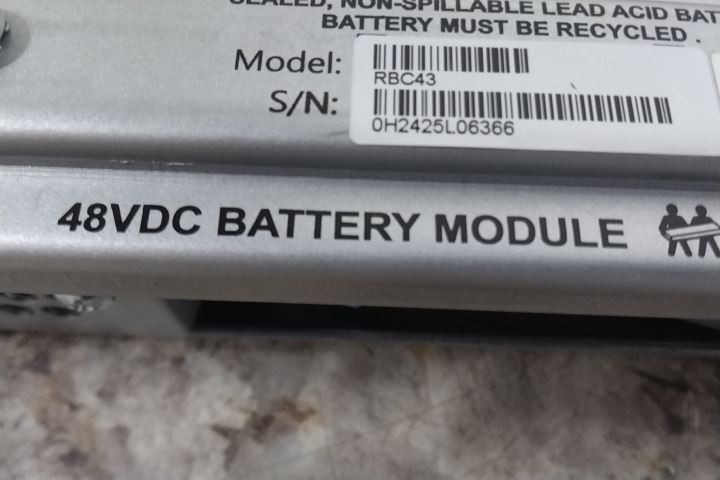 SEALED, NON-SPILLABLE LEAD ACID BAT
BATTERY MUST BE RECYCLED .
Model:
RBC43
S/N:
0H2425L06366
48VDC BATTERY MODULE